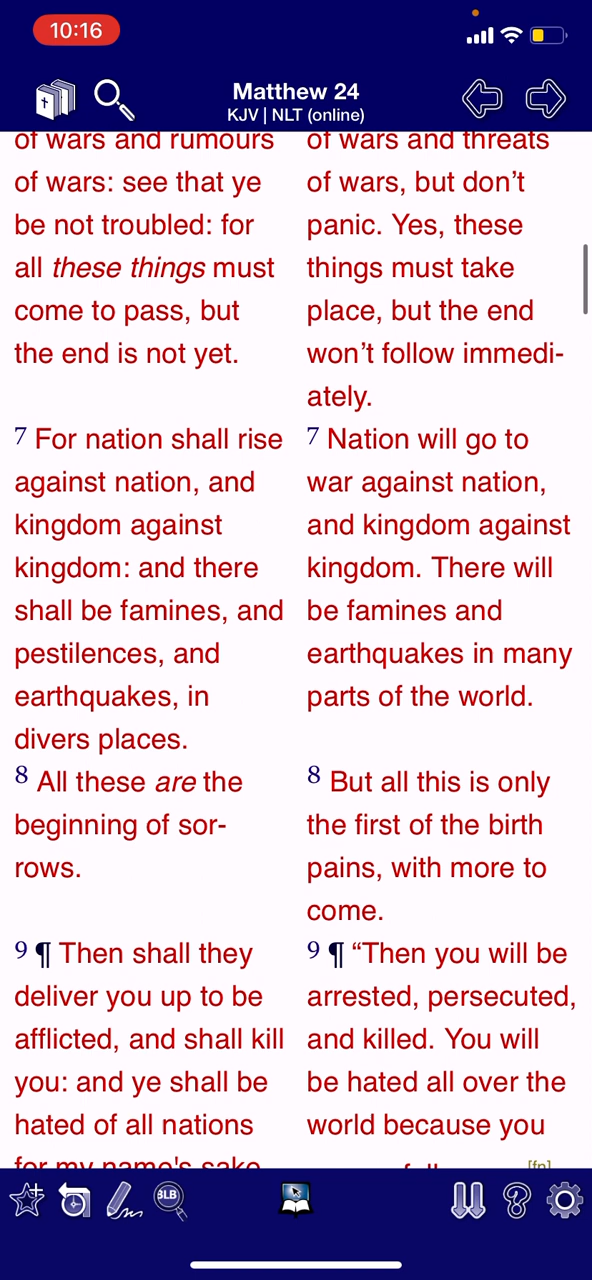 10:16
Matthew 24
KJV | NLT (online)
of wars and rumours
of wars: see that ye
be not troubled: for
all these things must
come to pass, but
the end is not yet.
7 For nation shall rise
against nation, and
kingdom against
kingdom: and there
shall be famines, and
pestilences, and
earthquakes, in
divers places.
8 All these are the
beginning of sor-
rows.
9 ¶ Then shall they
deliver you up to be
afflicted, and shall kill
you: and ye shall be
hated of all nations
for my name's sake
of wars and threats
of wars, but don’t
panic. Yes, these
things must take
place, but the end
won’t follow immedi-
ately.
7 Nation will go to
war against nation,
and kingdom against
kingdom. There will
be famines and
earthquakes in many
parts of the world.
8 But all this is only
the first of the birth
pains, with more to
come.
9 ¶ “Then you will be
arrested, persecuted,
and killed. You will
be hated all over the
world because you
[fn]
BLB